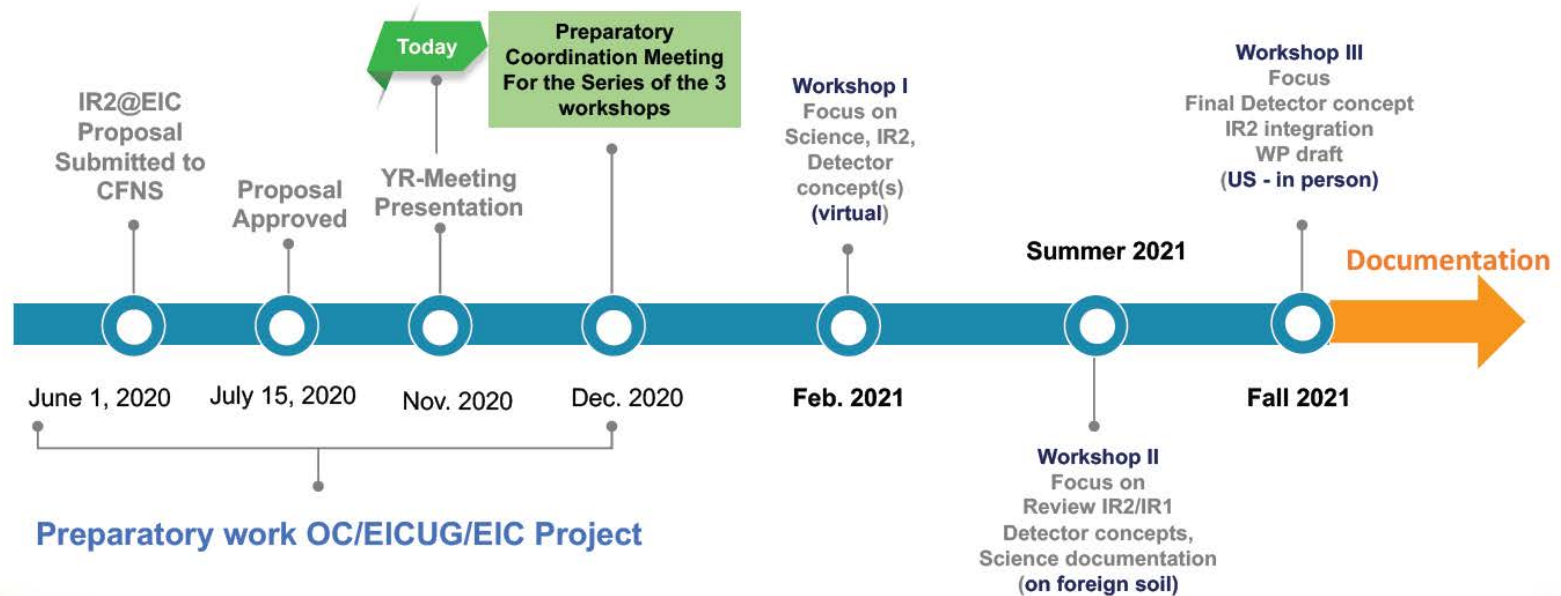 Today
Preparatory
Coordination Meeting
For the Series of the 3
workshops
IR2@EIC
Proposal
Submitted to
CFNS
Proposal
Approved
YR-Meeting
Presentation
Workshop I
Focus on
Science, IR2,
Detector
concept(s)
(virtual)
Workshop III
Focus
Final Detector concept
IR2 integration
WP draft
(US - in person)
Summer 2021
Documentation
June 1, 2020
July 15, 2020
Nov. 2020
Dec. 2020
Feb. 2021
Fall 2021
Workshop II
Focus on
Review IR2/IR1
Detector concepts,
Science documentation
(on foreign soil)
Preparatory work OC/EICUG/EIC Project